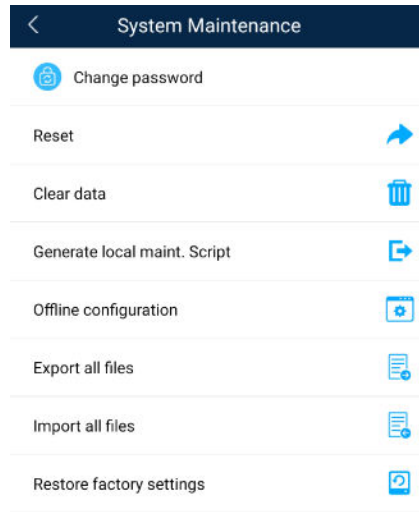 System Maintenance
Change password
Reset
Clear data
Generate local maint. Script
Offline configuration
Export all files
Import all files
Restore factory settings